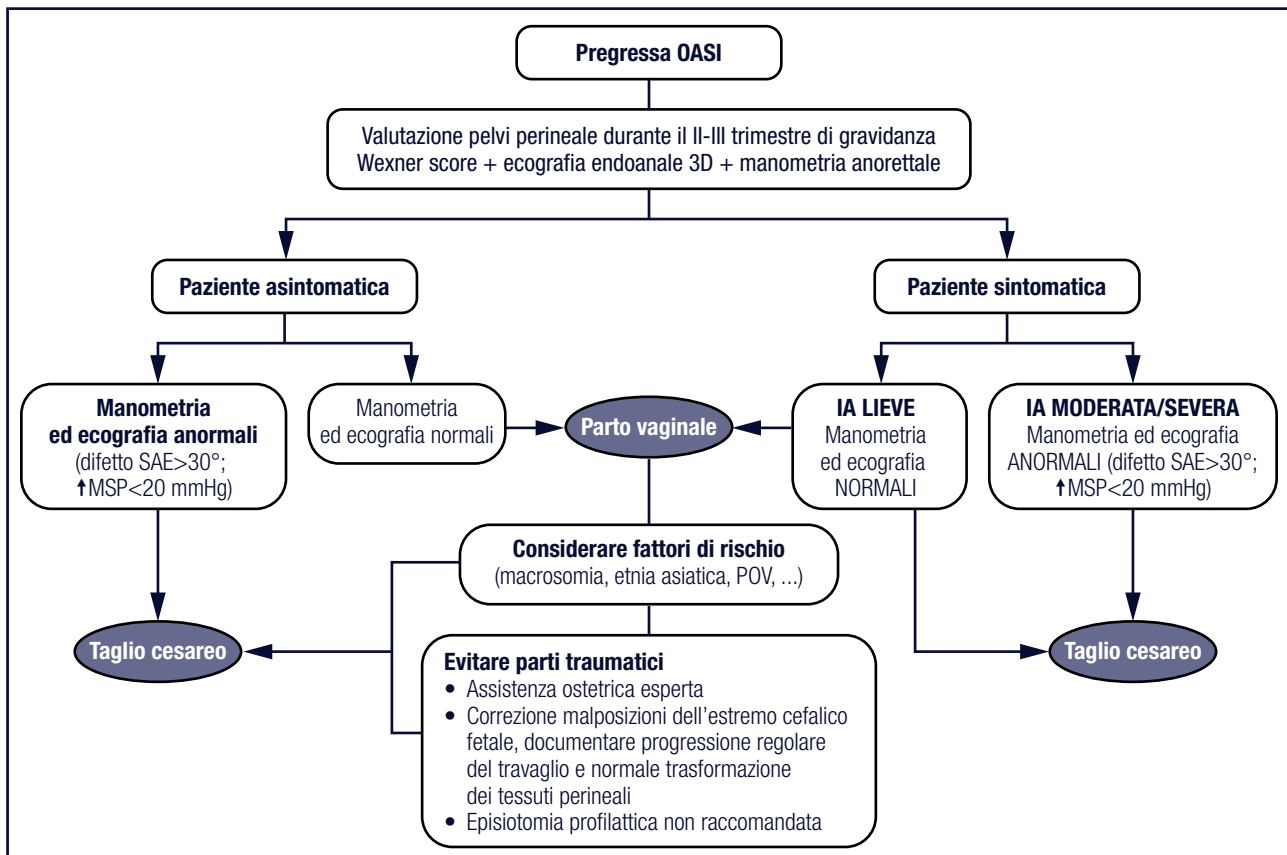 Pregressa OASI
Valutazione pelvi perineale durante il II-III trimestre di gravidanza
Wexner score + ecografia endoanale 3D + manometria anorettale
Paziente asintomatica
Paziente sintomatica
Manometria
ed ecografia anormali
(difetto SAE>30°;
↑MSP<20 mmHg)
Manometria
ed ecografia normali
Parto vaginale
IA LIEVE
Manometria
ed ecografia
NORMALI
IA MODERATA/SEVERA
Manometria ed ecografia
ANORMALI (difetto SAE>30°;
↑MSP<20 mmHg)
Considerare fattori di rischio
(macrosomia, etnia asiatica, POV, ...)
Taglio cesareo
Taglio cesareo
Evitare parti traumatici
• Assistenza ostetrica esperta
• Correzione malposizioni dell'estremo cefalico
fetale, documentare progressione regolare
del travaglio e normale trasformazione
dei tessuti perineali
• Episiotomia profilattica non raccomandata